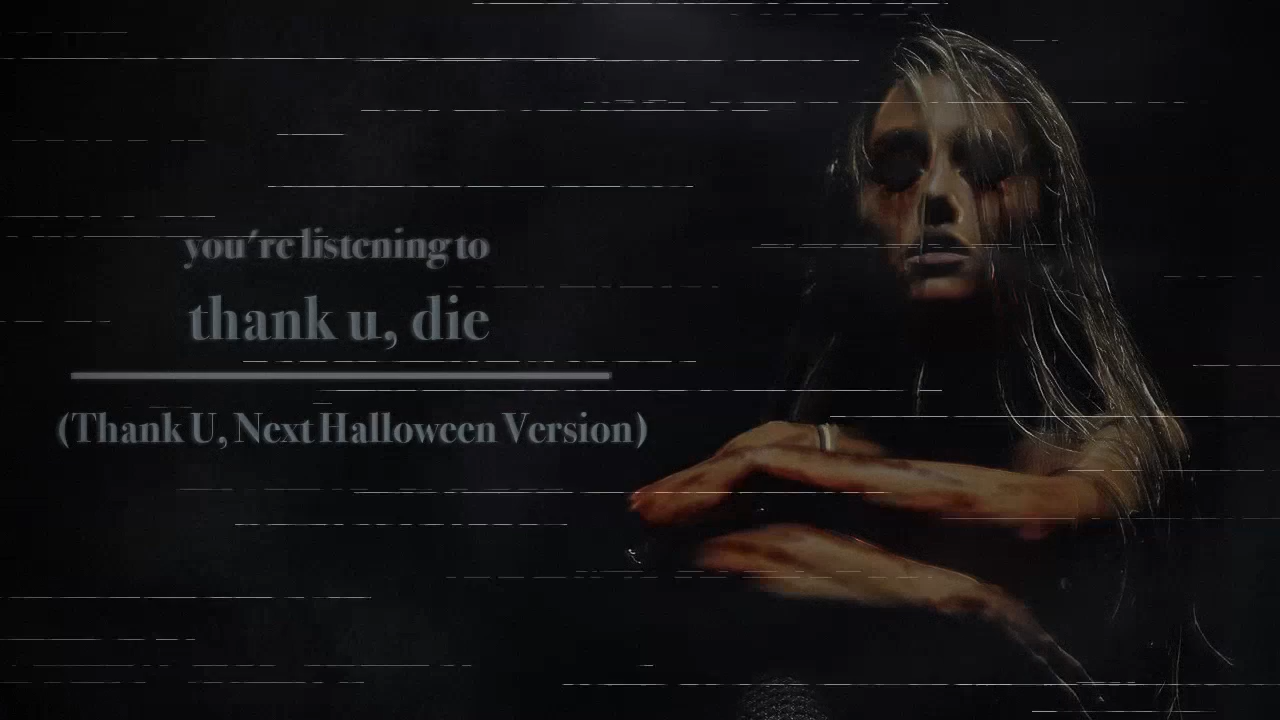 you're listening to
thank u, die
(Thank U, Next Halloween Version)